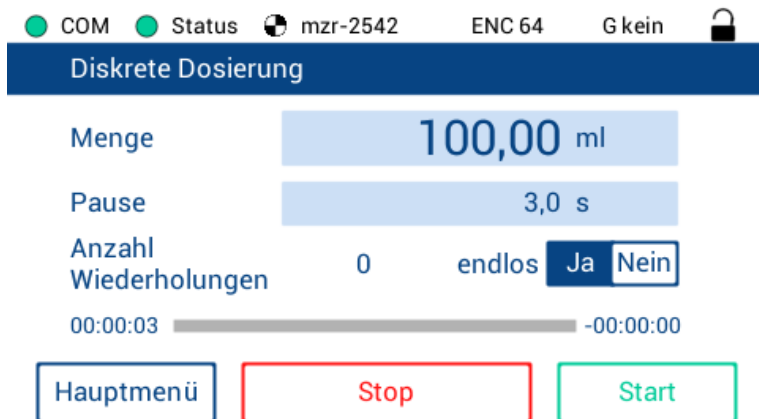 COM Status mzr-2542 ENC 64 G kein
Diskrete Dosierung
Menge 100,00 ml
Pause 3,0 s
Anzahl
Wiederholungen 0 endlos Ja Nein
00:00:03 -00:00:00
Hauptmenü Stop Start